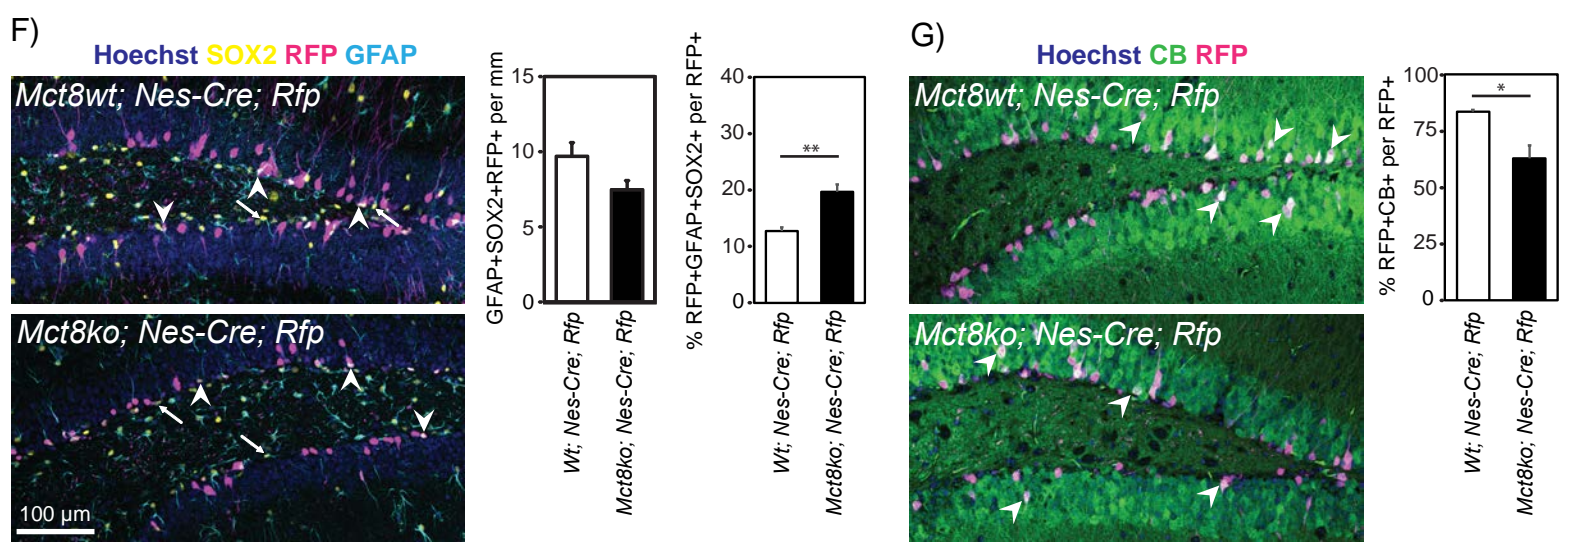 F)
Hoechst SOX2 RFP GFAP
Mct8wt; Nes-Cre; Rfp
Mct8ko; Nes-Cre; Rfp
100 µm
GFAP+SOX2+RFP+ per mm
15
10
5
0
Wt; Nes-Cre; Rfp
Mct8ko; Nes-Cre; Rfp
% RFP+GFAP+SOX2+ per RFP+
40
30
20
10
0
**
Wt; Nes-Cre; Rfp
Mct8ko; Nes-Cre; Rfp
G)
Hoechst CB RFP
Mct8wt; Nes-Cre; Rfp
Mct8ko; Nes-Cre; Rfp
% RFP+CB+ per RFP+
100
75
50
25
0
*
Wt; Nes-Cre; Rfp
Mct8ko; Nes-Cre; Rfp